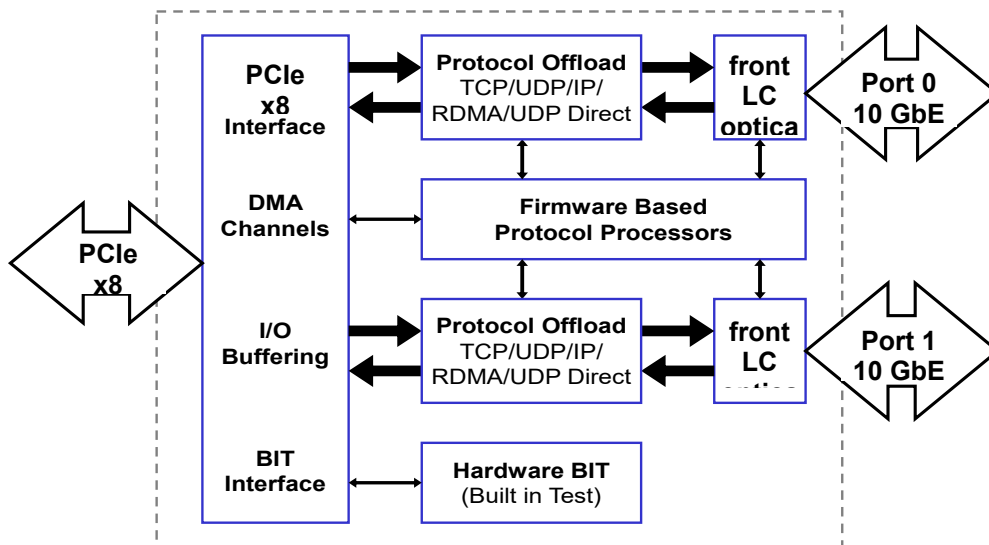 PCIe
x8
Interface
DMA
Channels
I/O
Buffering
BIT
Interface
PCIe
x8
Protocol Offload
TCP/UDP/IP/
RDMA/UDP Direct
front
LC
optica
Port 0
10 GbE
Firmware Based
Protocol Processors
Protocol Offload
TCP/UDP/IP/
RDMA/UDP Direct
front
LC
Port 1
10 GbE
Hardware BIT
(Built in Test)